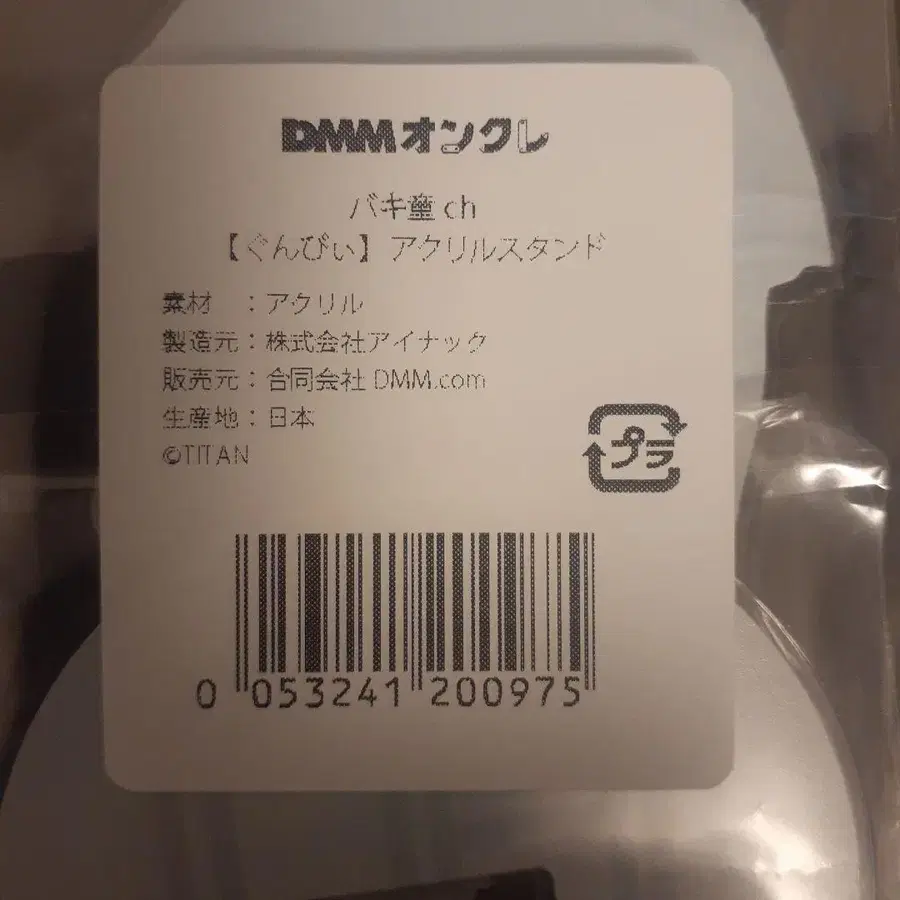 DMMオンクレ
バキ童 ch
【ぐんぴぃ】アクリルスタンド
素材　：アクリル
製造元：株式会社アイナック
販売元：合同会社 DMM.com
生産地：日本
©TITAN
プラ
0 053241 200975